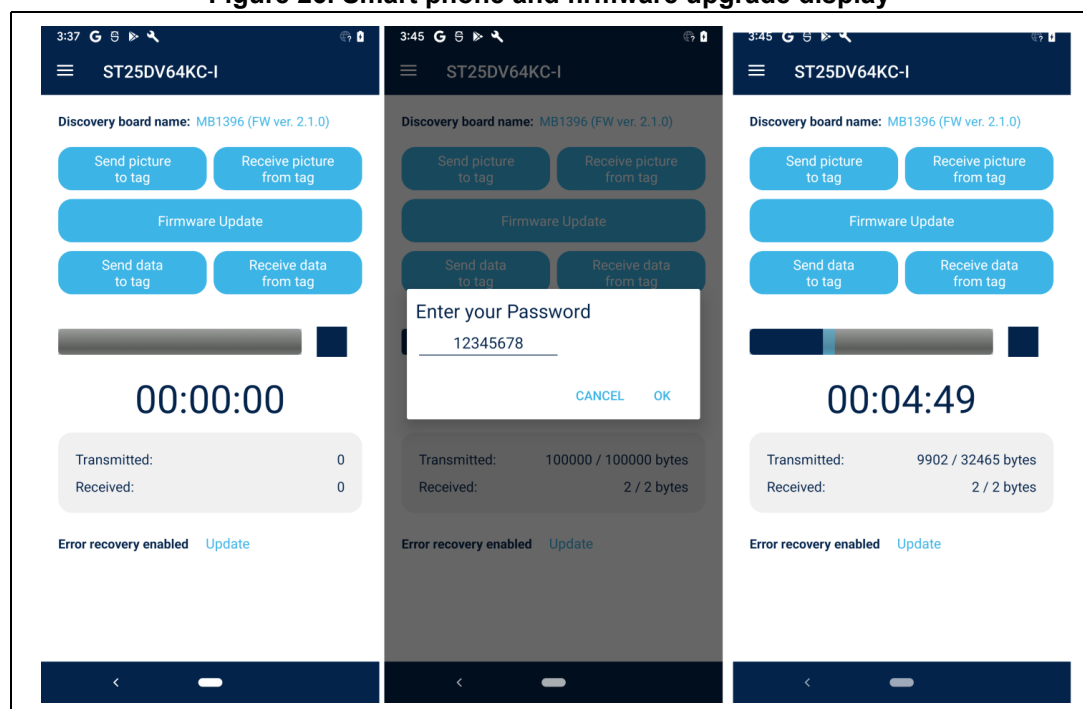 Figure 26. Smart phone and firmware upgrade display
3:37
ST25DV64KC-I
Discovery board name: MB1396 (FW ver. 2.1.0)
Send picture
to tag
Receive picture
from tag
Firmware Update
Send data
to tag
Receive data
from tag
00:00:00
Transmitted: 0
Received: 0
Error recovery enabled Update
3:45
ST25DV64KC-I
Discovery board name: MB1396 (FW ver. 2.1.0)
Send picture
to tag
Receive picture
from tag
Firmware Update
Send data
to tag
Receive data
from tag
Enter your Password
12345678
CANCEL OK
Transmitted: 100000 / 100000 bytes
Received: 2 / 2 bytes
Error recovery enabled Update
3:45
ST25DV64KC-I
Discovery board name: MB1396 (FW ver. 2.1.0)
Send picture
to tag
Receive picture
from tag
Firmware Update
Send data
to tag
Receive data
from tag
00:04:49
Transmitted: 9902 / 32465 bytes
Received: 2 / 2 bytes
Error recovery enabled Update